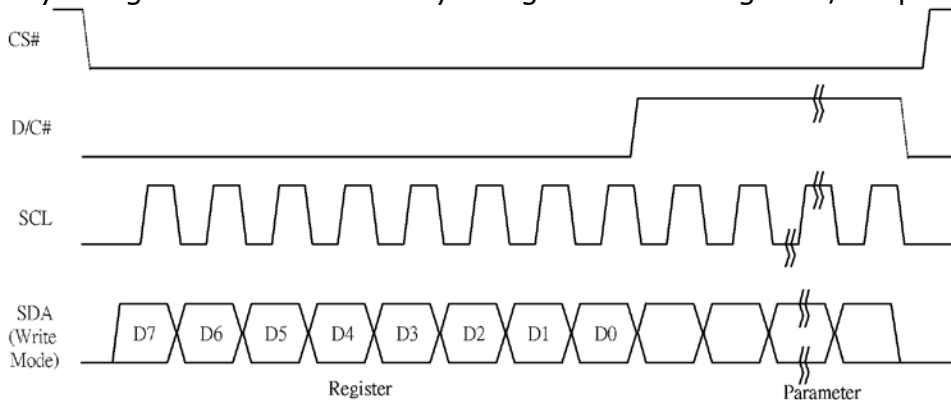 CS#
D/C#
SCL
SDA
(Write
Mode)
D7 D6 D5 D4 D3 D2 D1 D0
Register
Parameter